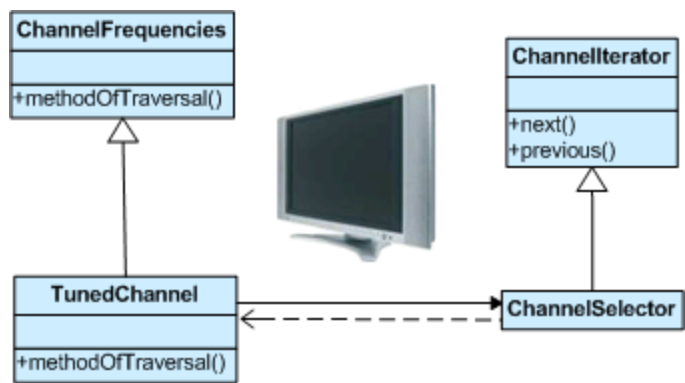 ChannelFrequencies
+methodOfTraversal()
ChannelIterator
+next()
+previous()
TunedChannel
+methodOfTraversal()
ChannelSelector